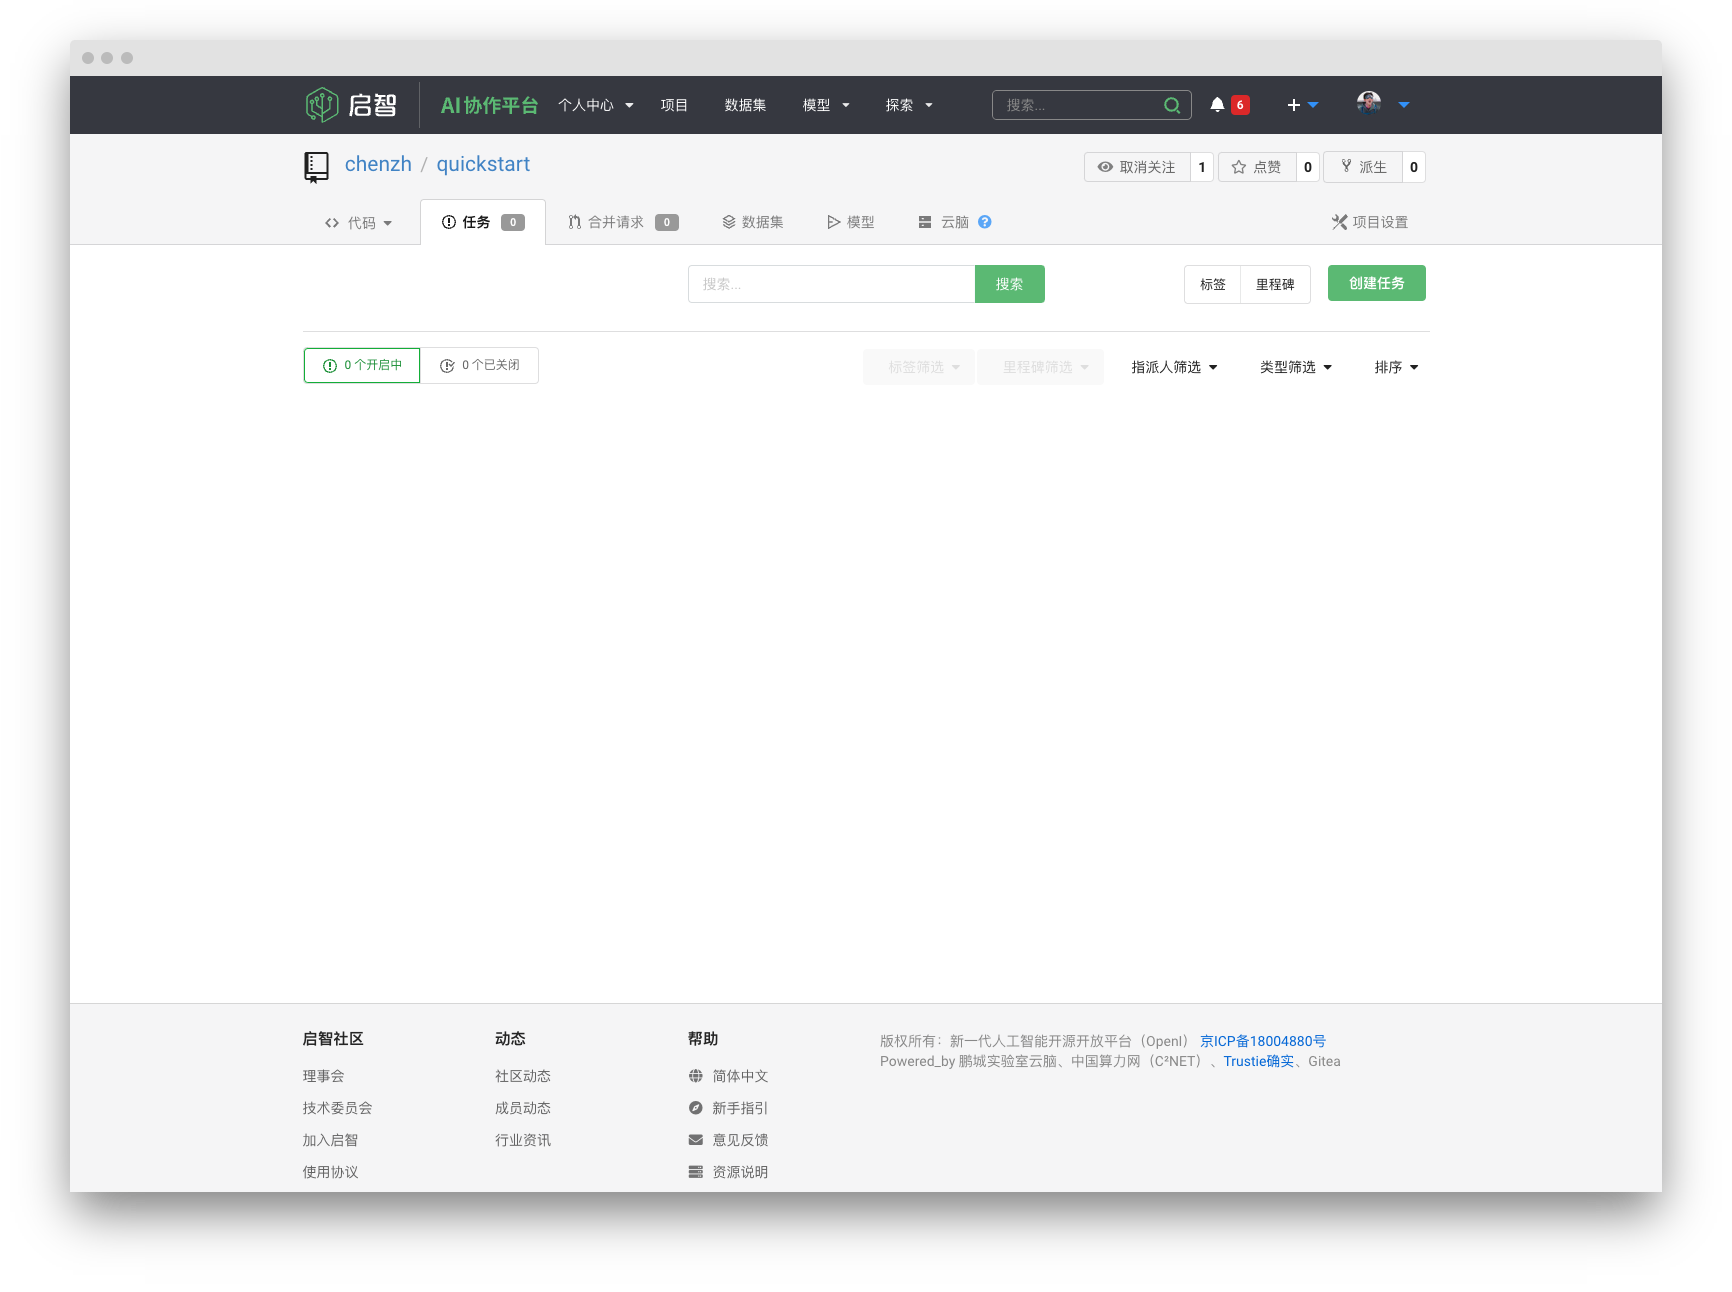 启智 AI 协作平台 个人中心 项目 数据集 模型 探索 搜索... 6
chenzh / quickstart 取消关注 1 点赞 0 派生 0
代码 任务 0 合并请求 0 数据集 模型 云脑 ? 项目设置
搜索... 搜索 标签 里程碑 创建任务
0 个开启中 0 个已关闭 标签筛选 里程碑筛选 指派人筛选 类型筛选 排序
启智社区
理事会
技术委员会
加入启智
使用协议
动态
社区动态
成员动态
行业资讯
帮助
简体中文
新手指引
意见反馈
资源说明
版权所有：新一代人工智能开源开放平台（OpenI） 京ICP备18004880号
Powered_by 鹏城实验室云脑、中国算力网（C²NET）、Trustie确实、Gitea